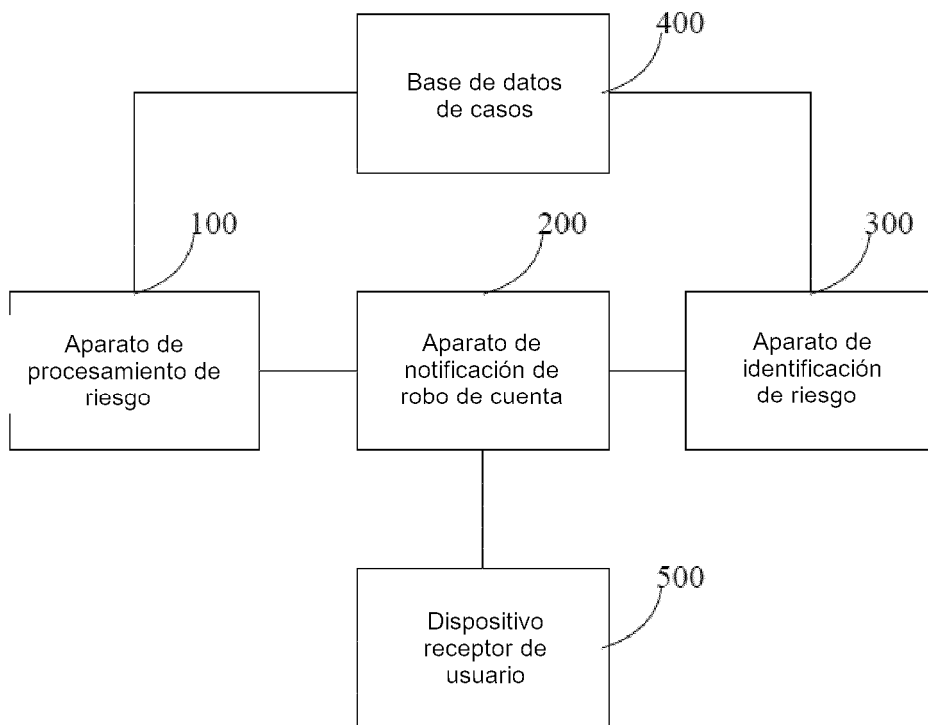 400
Base de datos
de casos
100
200
300
Aparato de
procesamiento de
riesgo
Aparato de
notificación de
robo de cuenta
Aparato de
identificación
de riesgo
500
Dispositivo
receptor de
usuario